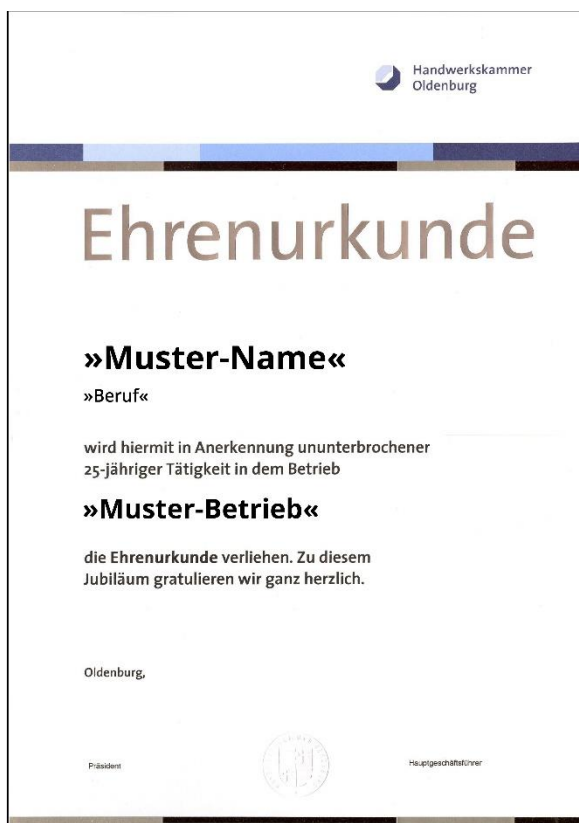 Handwerkskammer
Oldenburg
Ehrenurkunde
»Muster-Name«
»Beruf«
wird hiermit in Anerkennung ununterbrochener
25-jähriger Tätigkeit in dem Betrieb
»Muster-Betrieb«
die Ehrenurkunde verliehen. Zu diesem
Jubiläum gratulieren wir ganz herzlich.
Oldenburg,
Präsident
Hauptgeschäftsführer